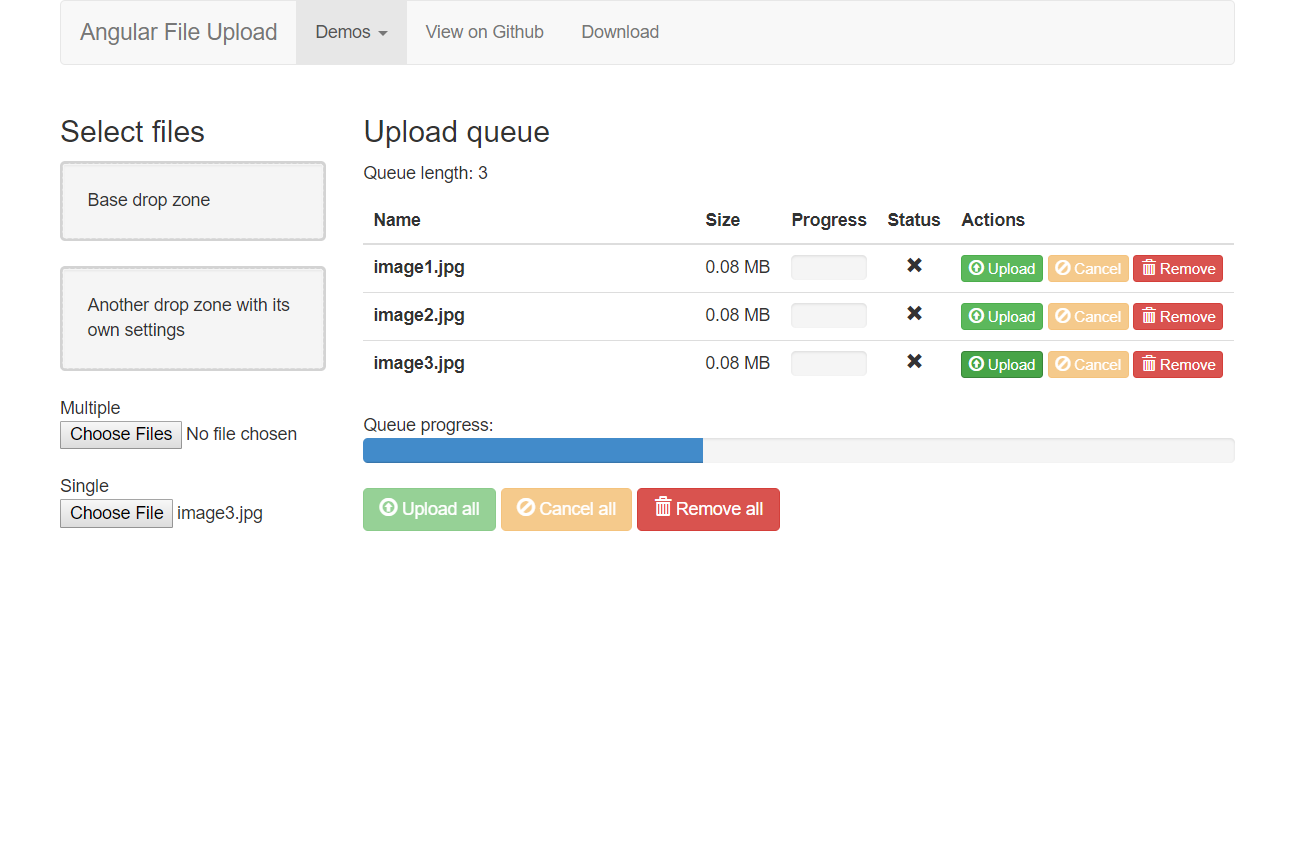 Angular File Upload Demos View on Github Download
Select files
Base drop zone
Another drop zone with its
own settings
Multiple
Choose Files No file chosen
Single
Choose File image3.jpg
Upload queue
Queue length: 3
Name Size Progress Status Actions
image1.jpg 0.08 MB Upload Cancel Remove
image2.jpg 0.08 MB Upload Cancel Remove
image3.jpg 0.08 MB Upload Cancel Remove
Queue progress:
Upload all Cancel all Remove all